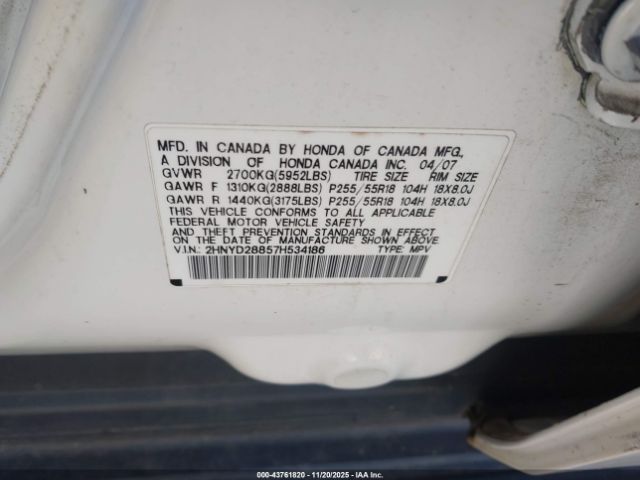 MFD. IN CANADA BY HONDA OF CANADA MFG.,
A DIVISION OF HONDA CANADA INC. 04/07
GVWR 2700KG(5952LBS) TIRE SIZE RIM SIZE
GAWR F 1310KG(2888LBS) P255/55R18 104H 18X8.0J
GAWR R 1440KG(3175LBS) P255/55R18 104H 18X8.0J
THIS VEHICLE CONFORMS TO ALL APPLICABLE
FEDERAL MOTOR VEHICLE SAFETY
AND THEFT PREVENTION STANDARDS IN EFFECT
ON THE DATE OF MANUFACTURE SHOWN ABOVE.
V.I.N.: 2HNYD28857H534186 TYPE: MPV
000-43761820 | 11/20/2025 - IAA Inc.